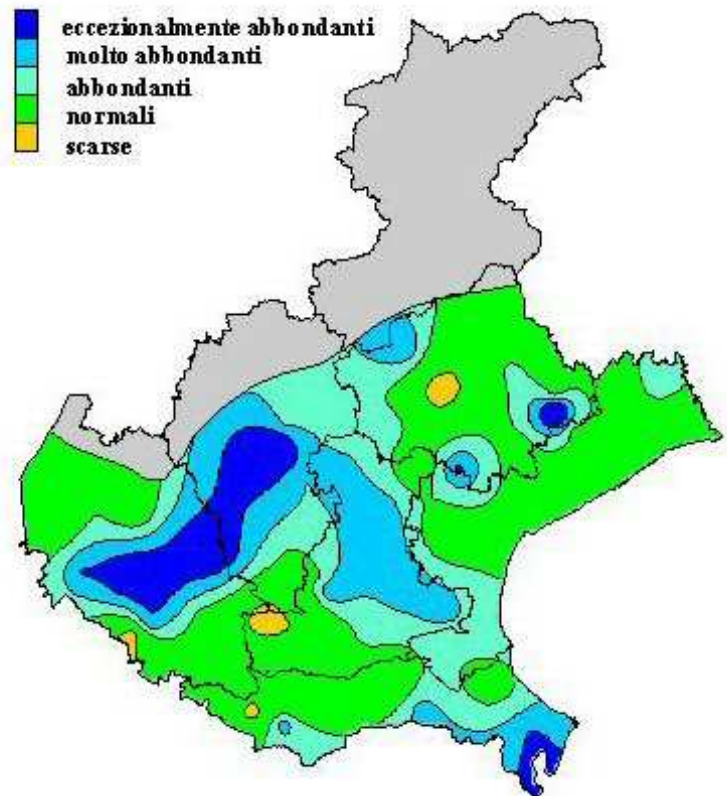 eccezionalmente abbondanti
molto abbondanti
abbondanti
normali
scarse